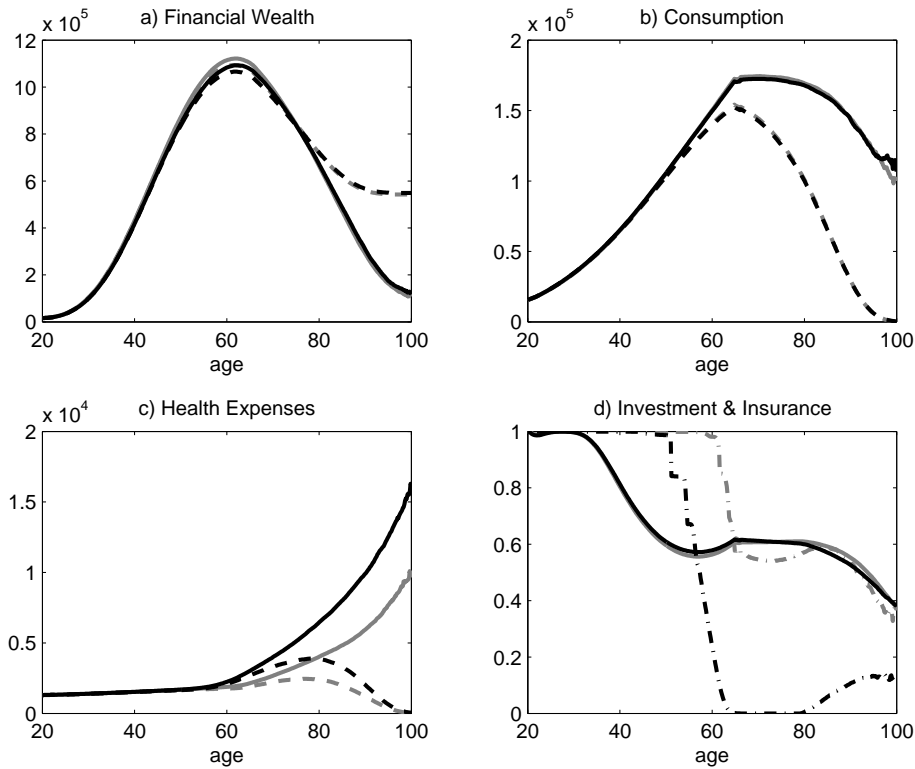 a) Financial Wealth
x 10^5
12
10
8
6
4
2
0
20 40 60 80 100
age
b) Consumption
x 10^5
2
1.5
1
0.5
0
20 40 60 80 100
age
c) Health Expenses
x 10^4
2
1.5
1
0.5
0
20 40 60 80 100
age
d) Investment & Insurance
1
0.8
0.6
0.4
0.2
0
20 40 60 80 100
age